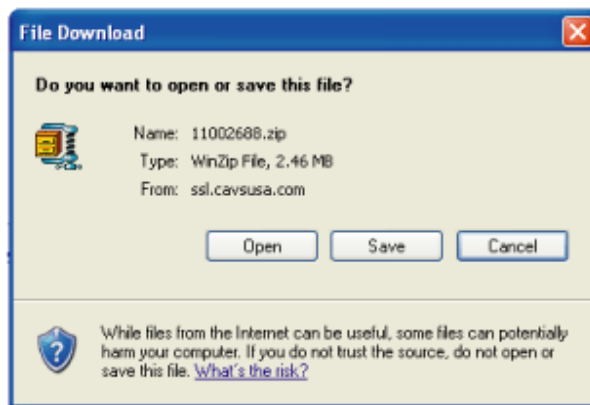 File Download
Do you want to open or save this file?
Name: 11002688.zip
Type: WinZip File, 2.46 MB
From: ssl.cavsusa.com
Open Save Cancel
While files from the Internet can be useful, some files can potentially
harm your computer. If you do not trust the source, do not open or
save this file. What's the risk?